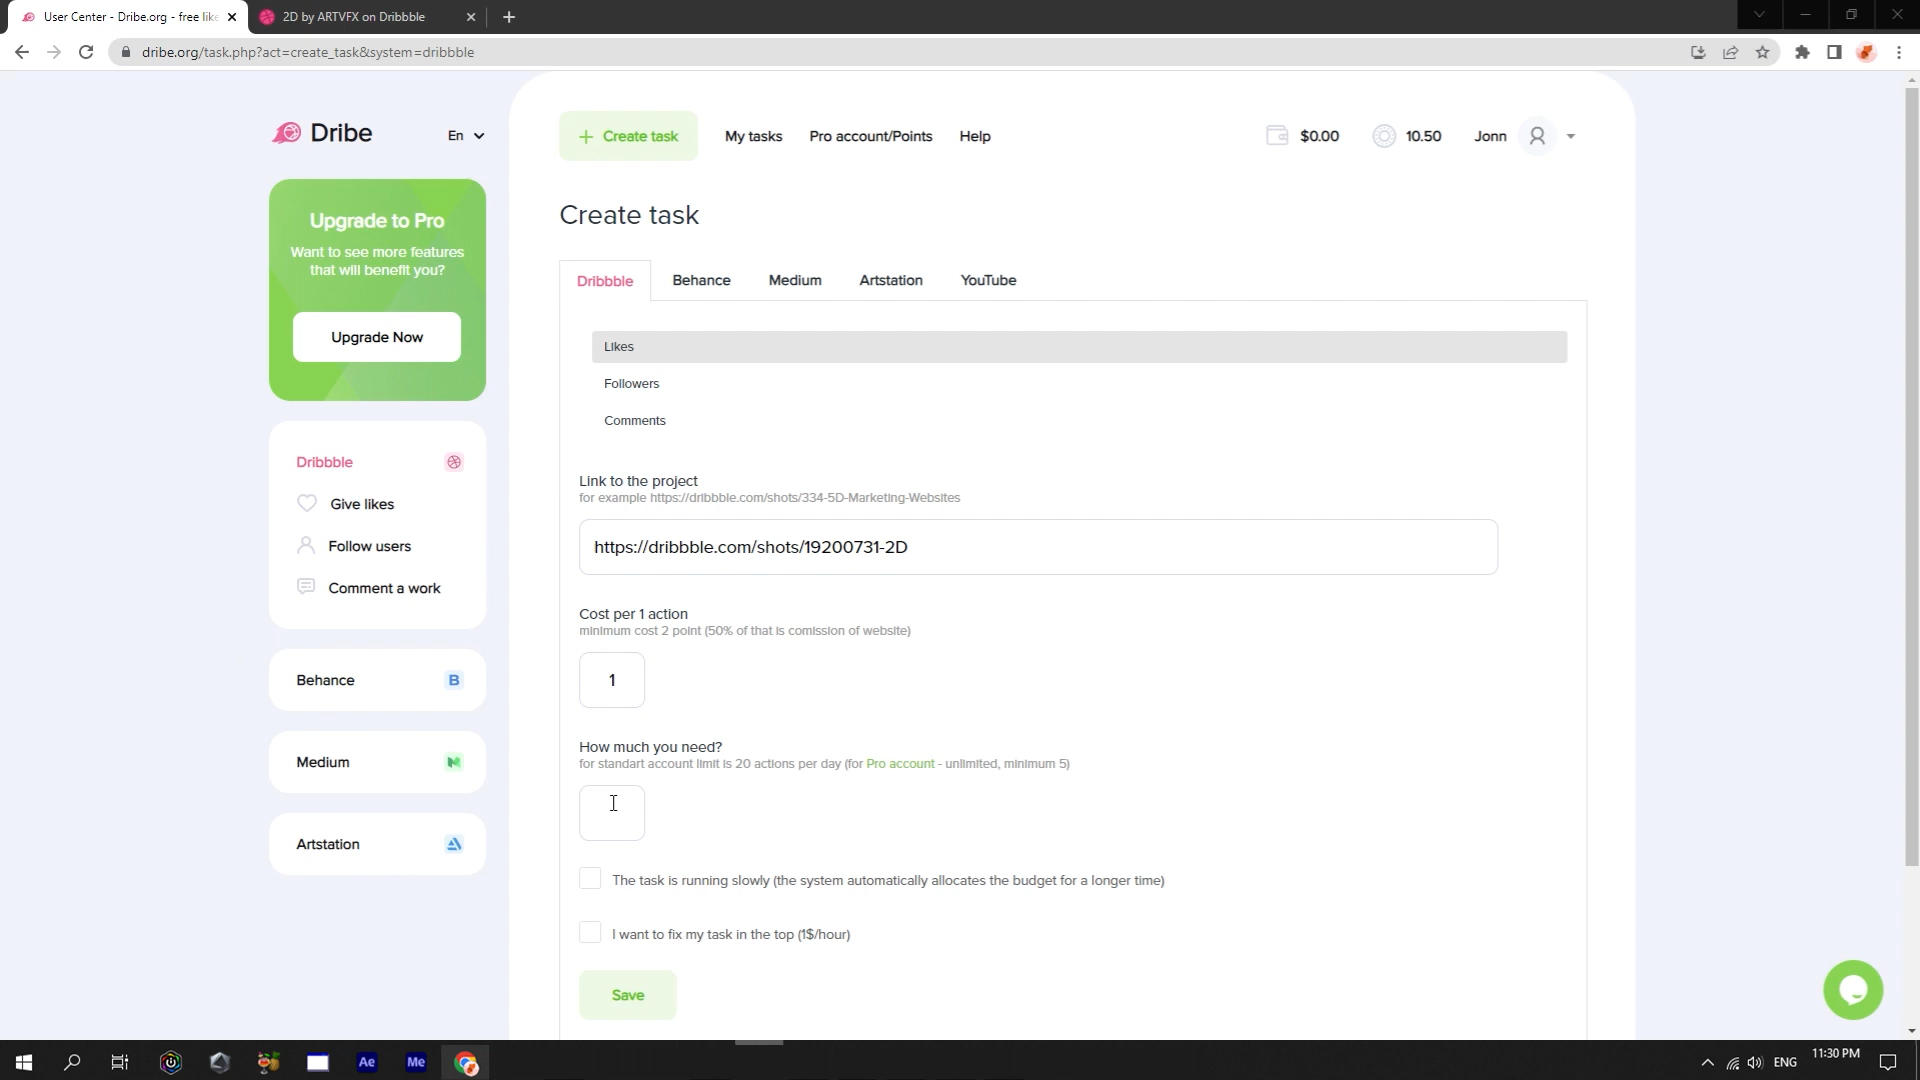 User Center - Dribe.org - free like
2D by ARTVFX on Dribbble
dribe.org/task.php?act=create_task&system=dribbble
Dribe
En
Create task
My tasks
Pro account/Points
Help
$0.00
10.50
Jonn
Upgrade to Pro
Want to see more features
that will benefit you?
Upgrade Now
Create task
Dribbble
Behance
Medium
Artstation
YouTube
Likes
Followers
Comments
Dribbble
Give likes
Follow users
Comment a work
Behance
B
Medium
Artstation
Link to the project
for example https://dribbble.com/shots/334-5D-Marketing-Websites
https://dribbble.com/shots/19200731-2D
Cost per 1 action
minimum cost 2 point (50% of that is comission of website)
1
How much you need?
for standart account limit is 20 actions per day (for Pro account - unlimited, minimum 5)
The task is running slowly (the system automatically allocates the budget for a longer time)
I want to fix my task in the top (1$/hour)
Save
Ae
Me
ENG
11:30 PM